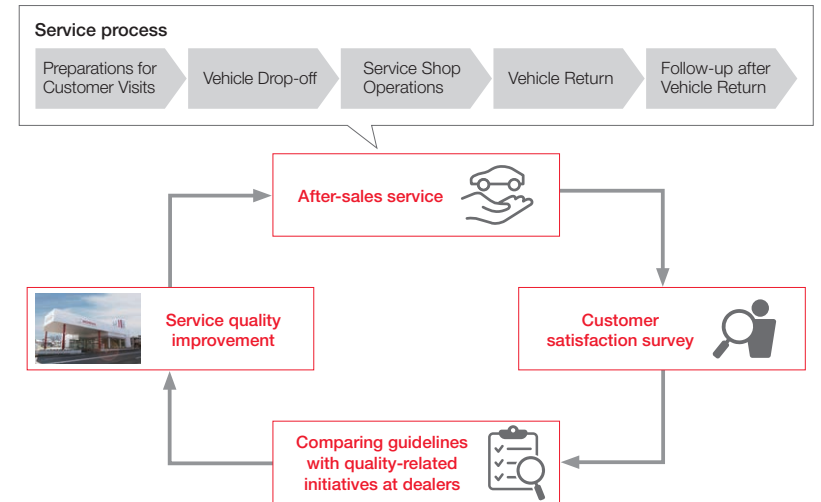 Service process
Preparations for
Customer Visits
Vehicle Drop-off
Service Shop
Operations
Vehicle Return
Follow-up after
Vehicle Return
After-sales service
Service quality
improvement
Customer
satisfaction survey
Comparing guidelines
with quality-related
initiatives at dealers